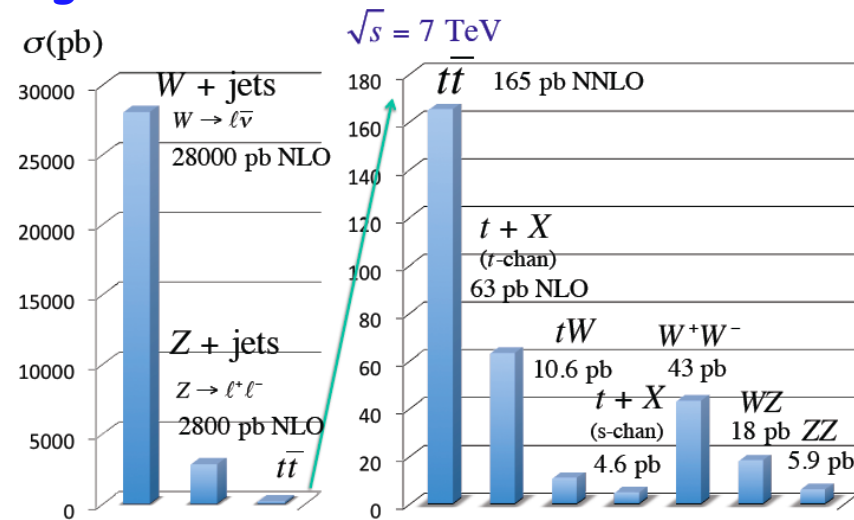 σ(pb)
30000
25000
20000
15000
10000
5000
0
W + jets
W → ℓν̅
28000 pb NLO
Z + jets
Z → ℓ⁺ℓ⁻
2800 pb NLO
tt̅
√s = 7 TeV
180
160
140
120
100
80
60
40
20
0
tt̅ 165 pb NNLO
t + X
(t-chan)
63 pb NLO
tW
10.6 pb
t + X
(s-chan)
4.6 pb
W⁺W⁻
43 pb
WZ
18 pb
ZZ
5.9 pb